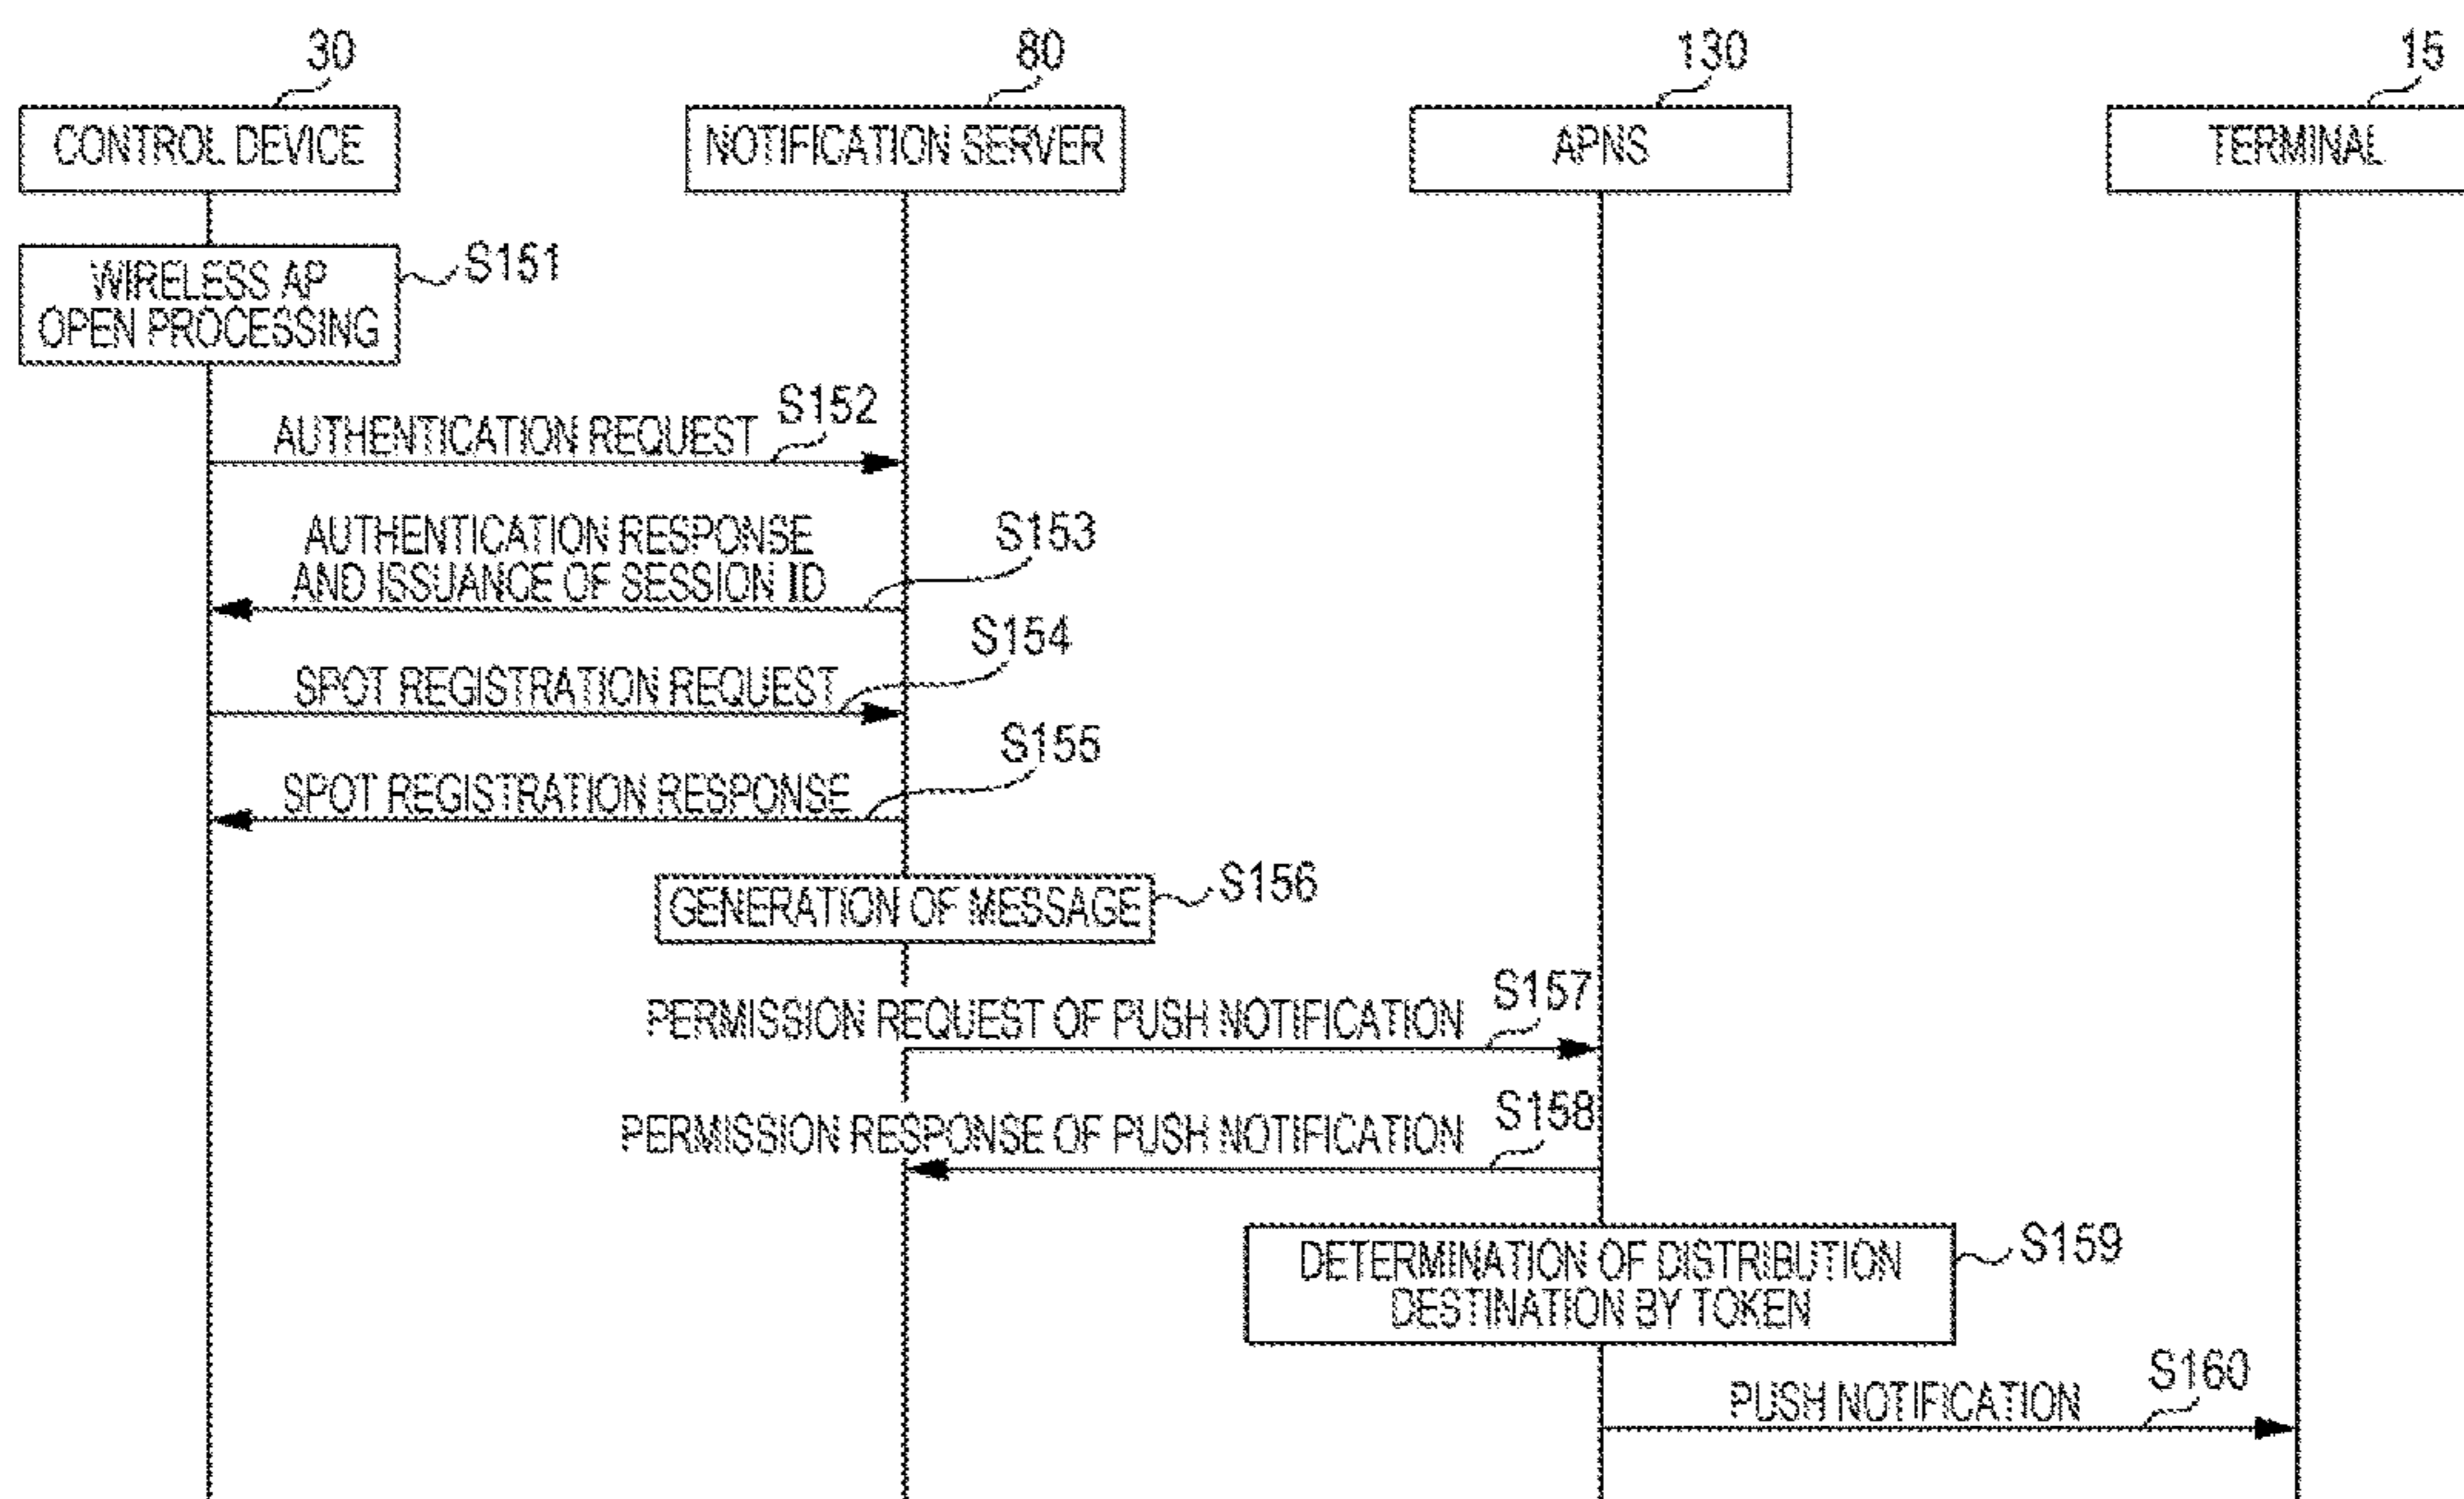 30
80
130
15
CONTROL DEVICE
NOTIFICATION SERVER
APNS
TERMINAL
WIRELESS AP
OPEN PROCESSING
S151
AUTHENTICATION REQUEST
S152
AUTHENTICATION RESPONSE
AND ISSUANCE OF SESSION ID
S153
SPOT REGISTRATION REQUEST
S154
SPOT REGISTRATION RESPONSE
S155
GENERATION OF MESSAGE
S156
PERMISSION REQUEST OF PUSH NOTIFICATION
S157
PERMISSION RESPONSE OF PUSH NOTIFICATION
S158
DETERMINATION OF DISTRIBUTION
DESTINATION BY TOKEN
S159
PUSH NOTIFICATION
S160